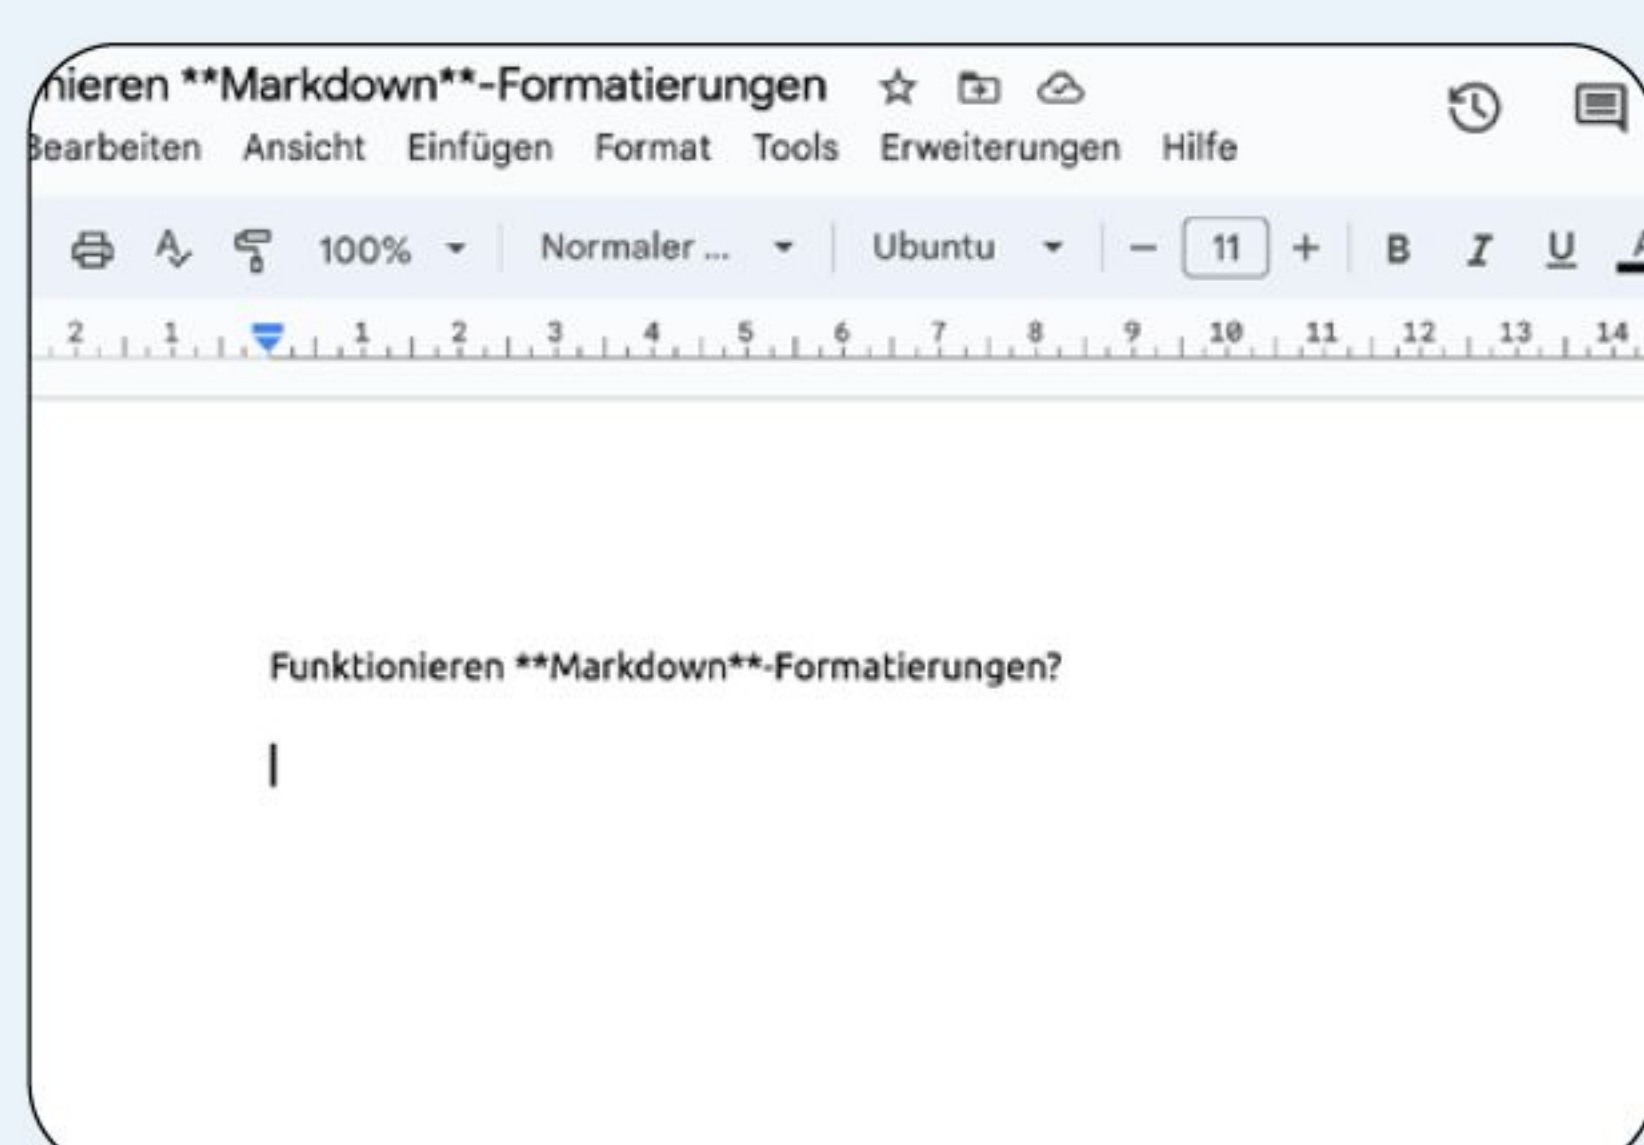 nieren **Markdown**-Formatierungen
Bearbeiten Ansicht Einfügen Format Tools Erweiterungen Hilfe
100% Normaler ... Ubuntu − 11 + B I U A
2 1 1 2 3 4 5 6 7 8 9 10 11 12 13 14
Funktionieren **Markdown**-Formatierungen?